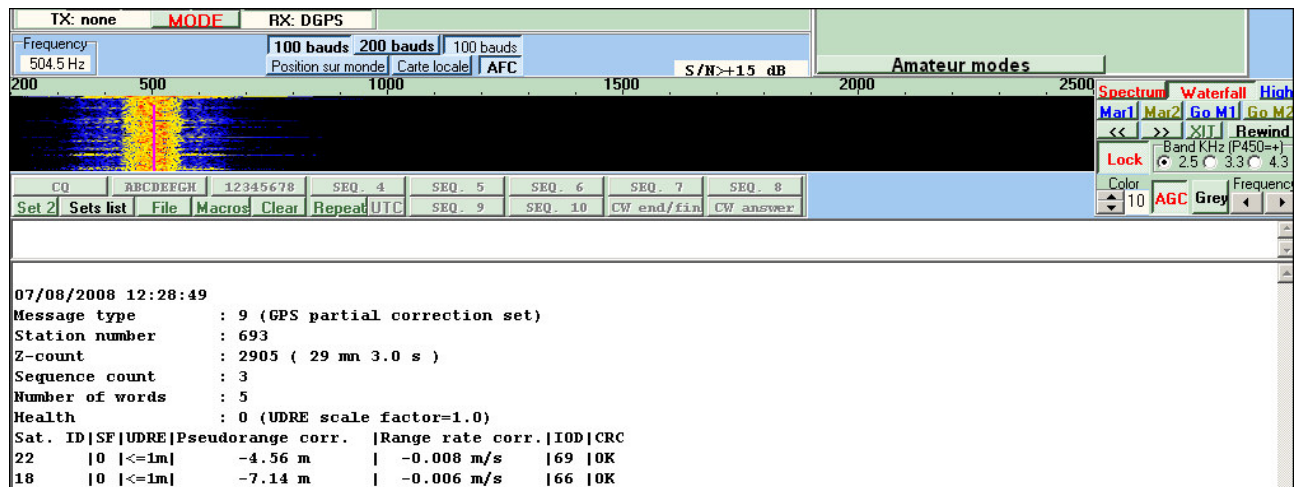 TX: none MODE RX: DGPS
Frequency
504.5 Hz
100 bauds 200 bauds 100 bauds
Position sur monde Carte locale AFC
S/N>+15 dB
Amateur modes
200 500 1000 1500 2000 2500
Spectrum Waterfall High
Mar1 Mar2 Go M1 Go M2
<< >> XIT Rewind
Lock
Band KHz (P450=+)
2.5 3.3 4.3
CQ ABCDEFGH 12345678 SEQ. 4 SEQ. 5 SEQ. 6 SEQ. 7 SEQ. 8
Set 2 Sets list File Macros Clear Repeat UTC SEQ. 9 SEQ. 10 CW end/fin CW answer
Color
10 AGC Grey
Frequency
07/08/2008 12:28:49
Message type : 9 (GPS partial correction set)
Station number : 693
Z-count : 2905 ( 29 mn 3.0 s )
Sequence count : 3
Number of words : 5
Health : 0 (UDRE scale factor=1.0)
Sat. ID|SF|UDRE|Pseudorange corr. |Range rate corr.|IOD|CRC
22 |0 |<=1m| -4.56 m | -0.008 m/s |69 |OK
18 |0 |<=1m| -7.14 m | -0.006 m/s |66 |OK